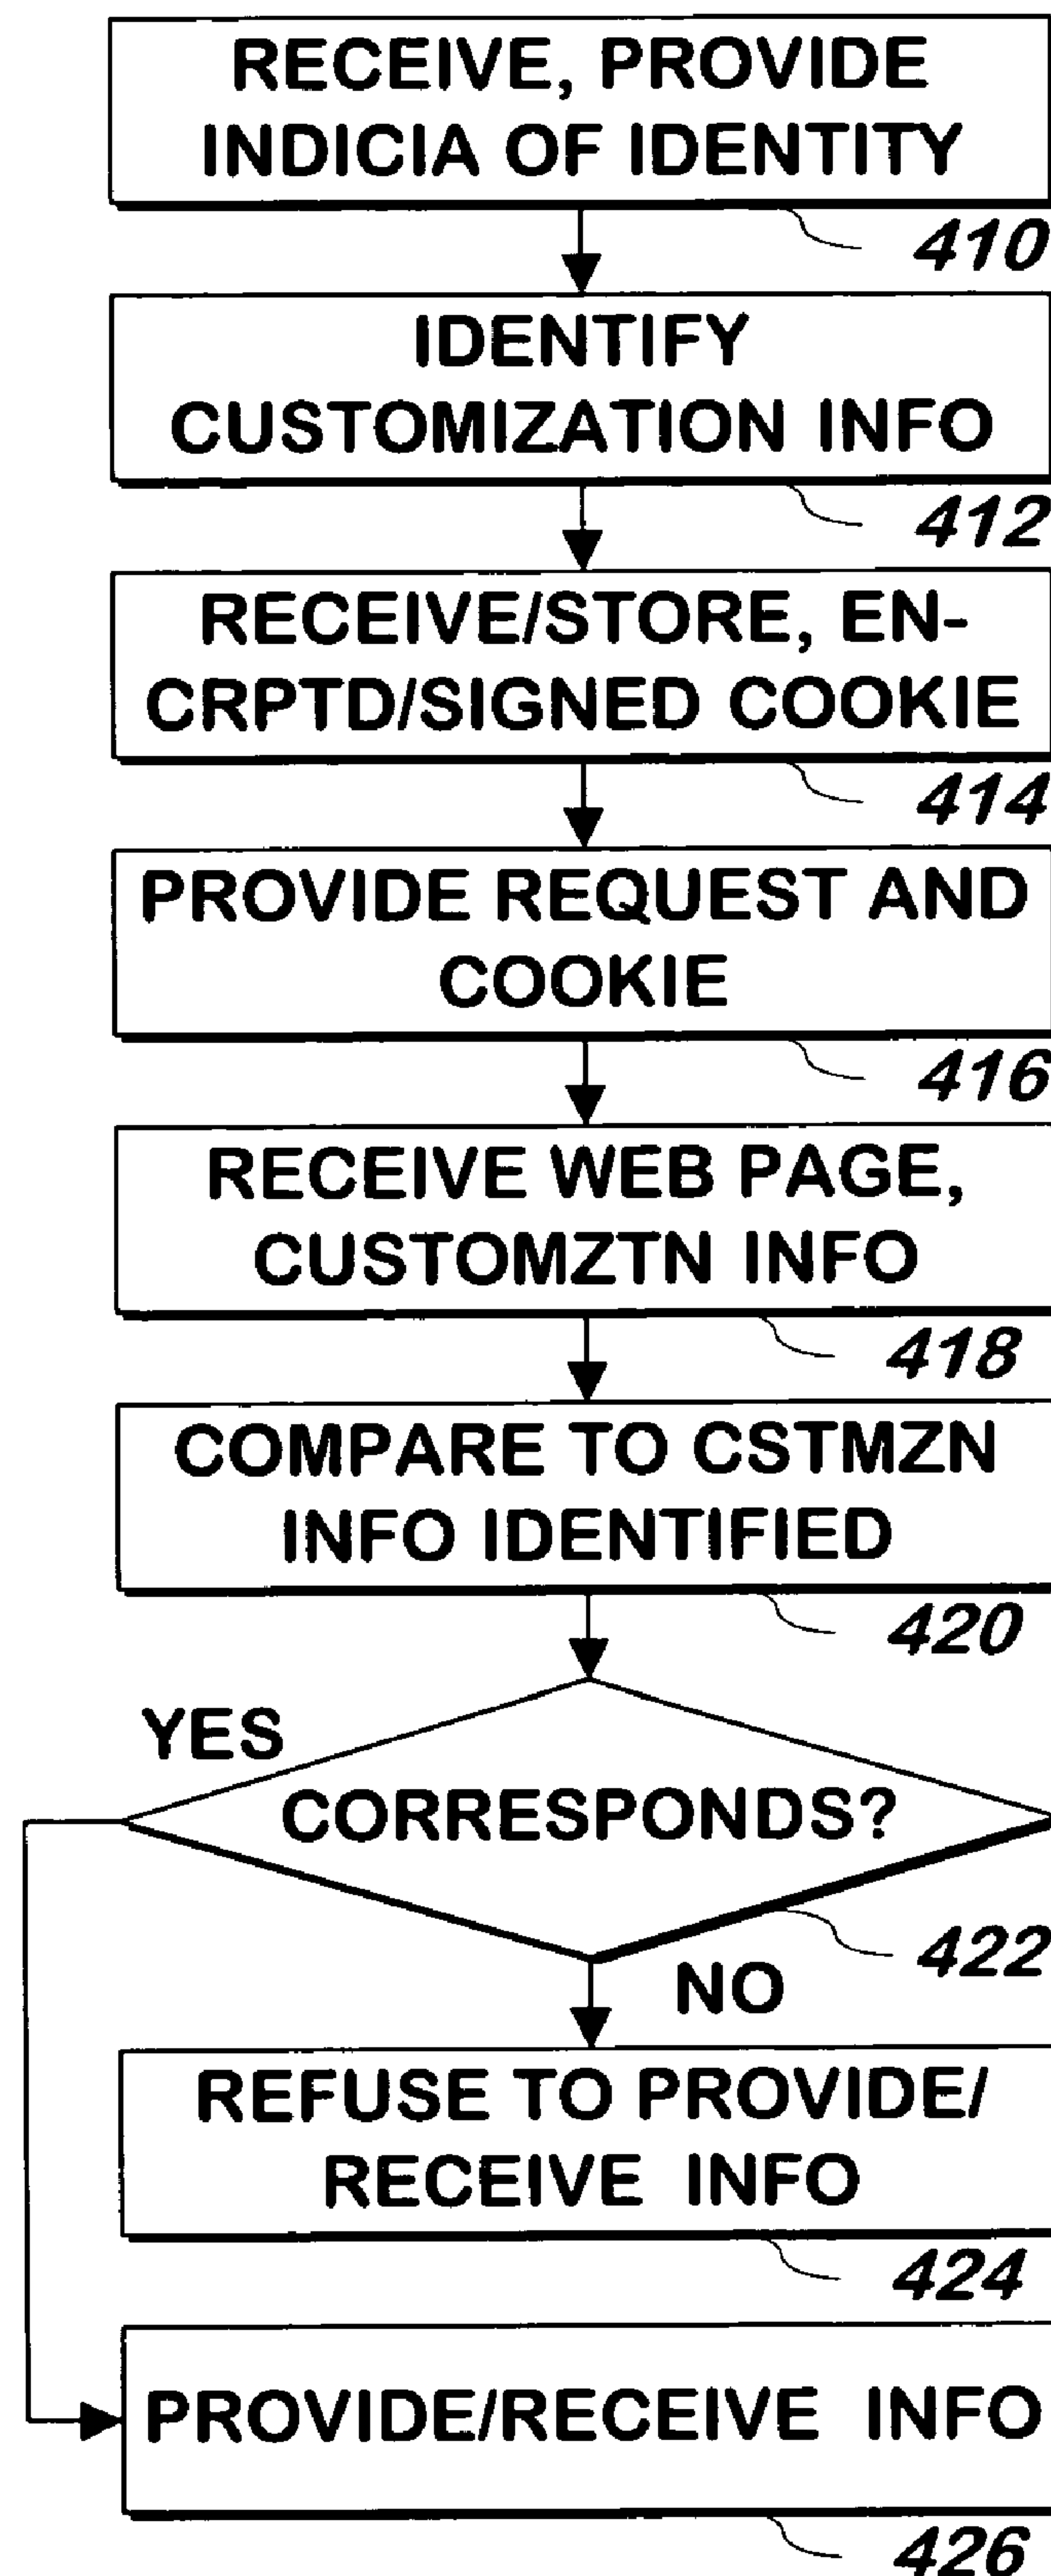 RECEIVE, PROVIDE
INDICIA OF IDENTITY
410
IDENTIFY
CUSTOMIZATION INFO
412
RECEIVE/STORE, EN-
CRPTD/SIGNED COOKIE
414
PROVIDE REQUEST AND
COOKIE
416
RECEIVE WEB PAGE,
CUSTOMZTN INFO
418
COMPARE TO CSTMZN
INFO IDENTIFIED
420
YES
CORRESPONDS?
422
NO
REFUSE TO PROVIDE/
RECEIVE INFO
424
PROVIDE/RECEIVE INFO
426